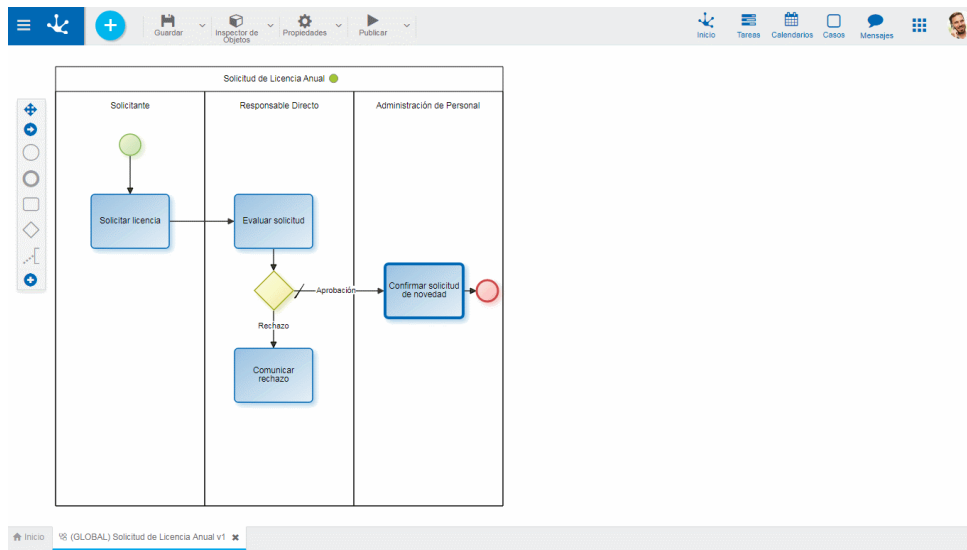 Guardar
Inspector de
Objetos
Propiedades
Publicar
Inicio
Tareas
Calendarios
Casos
Mensajes
Solicitud de Licencia Anual
Solicitante
Responsable Directo
Administración de Personal
Solicitar licencia
Evaluar solicitud
Aprobación
Confirmar solicitud
de novedad
Rechazo
Comunicar
rechazo
Inicio
(GLOBAL) Solicitud de Licencia Anual v1